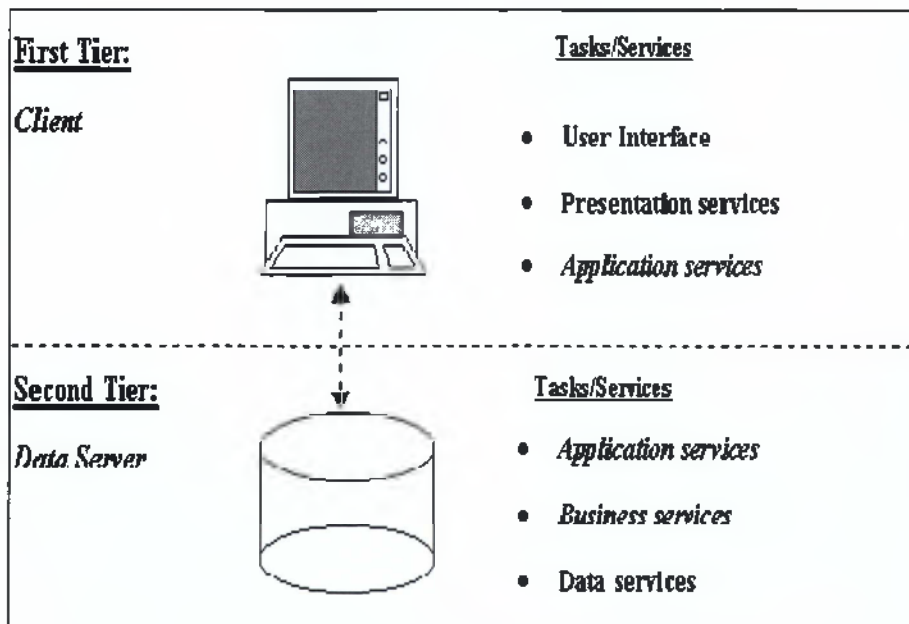 First Tier:
Tasks/Services
Client
• User Interface
• Presentation services
• Application services
Second Tier:
Tasks/Services
Data Server
• Application services
• Business services
• Data services